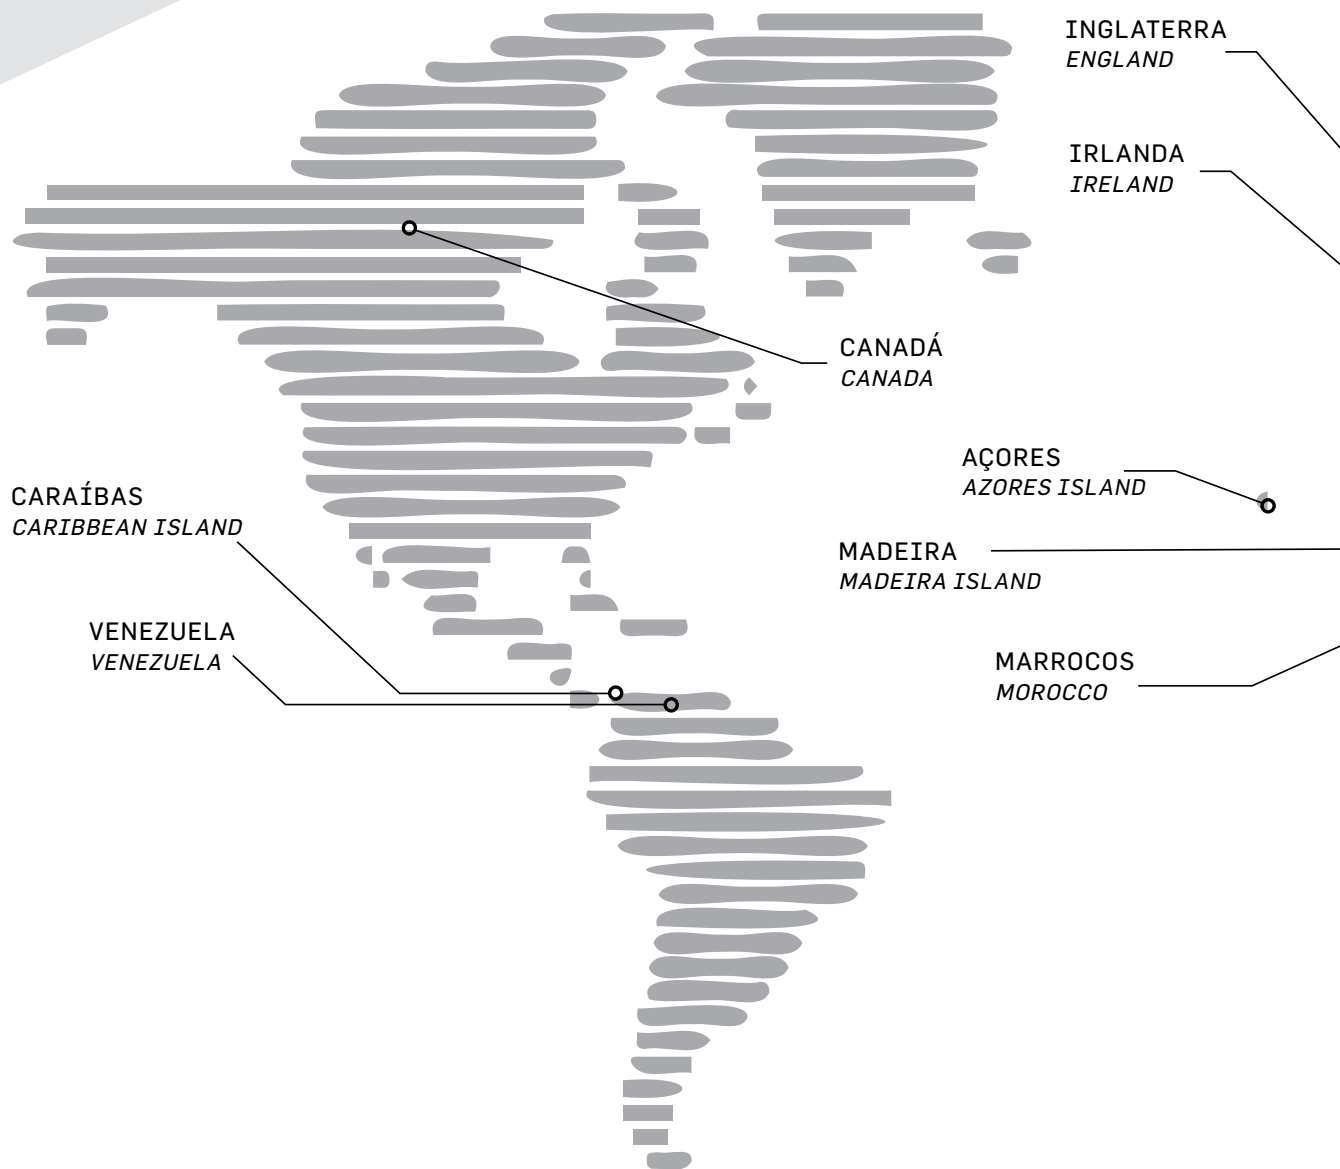 INGLATERRA
ENGLAND
IRLANDA
IRELAND
CANADÁ
CANADA
AÇORES
AZORES ISLAND
CARAÍBAS
CARIBBEAN ISLAND
MADEIRA
MADEIRA ISLAND
VENEZUELA
VENEZUELA
MARROCOS
MOROCCO